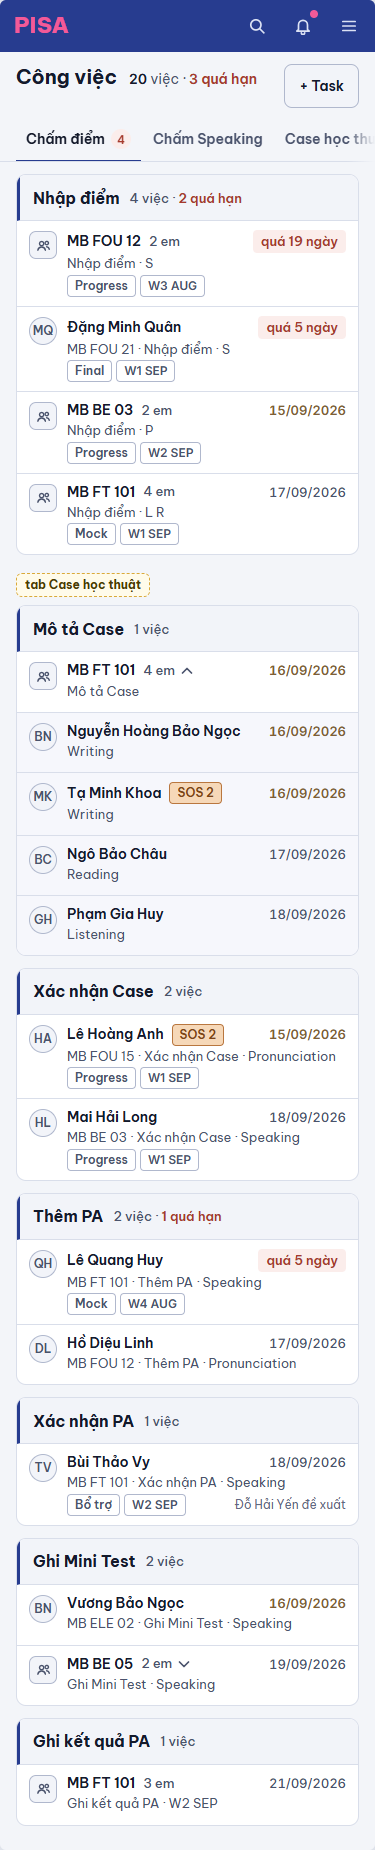 PISA
Công việc 20 việc · 3 quá hạn + Task
Chấm điểm 4 Chấm Speaking Case học thu
Nhập điểm 4 việc · 2 quá hạn
MB FOU 12 2 em quá 19 ngày
Nhập điểm · S
Progress W3 AUG
MQ Đặng Minh Quân quá 5 ngày
MB FOU 21 · Nhập điểm · S
Final W1 SEP
MB BE 03 2 em 15/09/2026
Nhập điểm · P
Progress W2 SEP
MB FT 101 4 em 17/09/2026
Nhập điểm · L R
Mock W1 SEP
tab Case học thuật
Mô tả Case 1 việc
MB FT 101 4 em 16/09/2026
Mô tả Case
BN Nguyễn Hoàng Bảo Ngọc 16/09/2026
Writing
MK Tạ Minh Khoa SOS 2 16/09/2026
Writing
BC Ngô Bảo Châu 17/09/2026
Reading
GH Phạm Gia Huy 18/09/2026
Listening
Xác nhận Case 2 việc
HA Lê Hoàng Anh SOS 2 15/09/2026
MB FOU 15 · Xác nhận Case · Pronunciation
Progress W1 SEP
HL Mai Hải Long 18/09/2026
MB BE 03 · Xác nhận Case · Speaking
Progress W1 SEP
Thêm PA 2 việc · 1 quá hạn
QH Lê Quang Huy quá 5 ngày
MB FT 101 · Thêm PA · Speaking
Mock W4 AUG
DL Hồ Diệu Linh 17/09/2026
MB FOU 12 · Thêm PA · Pronunciation
Xác nhận PA 1 việc
TV Bùi Thảo Vy 18/09/2026
MB FT 101 · Xác nhận PA · Speaking
Bổ trợ W2 SEP Đỗ Hải Yến đề xuất
Ghi Mini Test 2 việc
BN Vương Bảo Ngọc 16/09/2026
MB ELE 02 · Ghi Mini Test · Speaking
MB BE 05 2 em 19/09/2026
Ghi Mini Test · Speaking
Ghi kết quả PA 1 việc
MB FT 101 3 em 21/09/2026
Ghi kết quả PA · W2 SEP